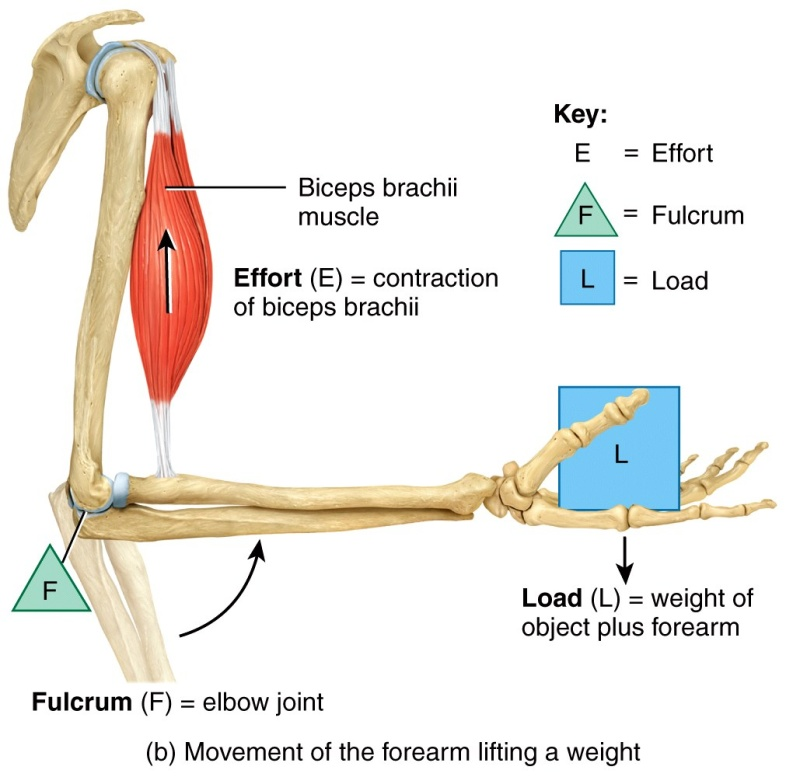 Key:
E = Effort
F = Fulcrum
L = Load
Biceps brachii
muscle
Effort (E) = contraction
of biceps brachii
L
F
Load (L) = weight of
object plus forearm
Fulcrum (F) = elbow joint
(b) Movement of the forearm lifting a weight